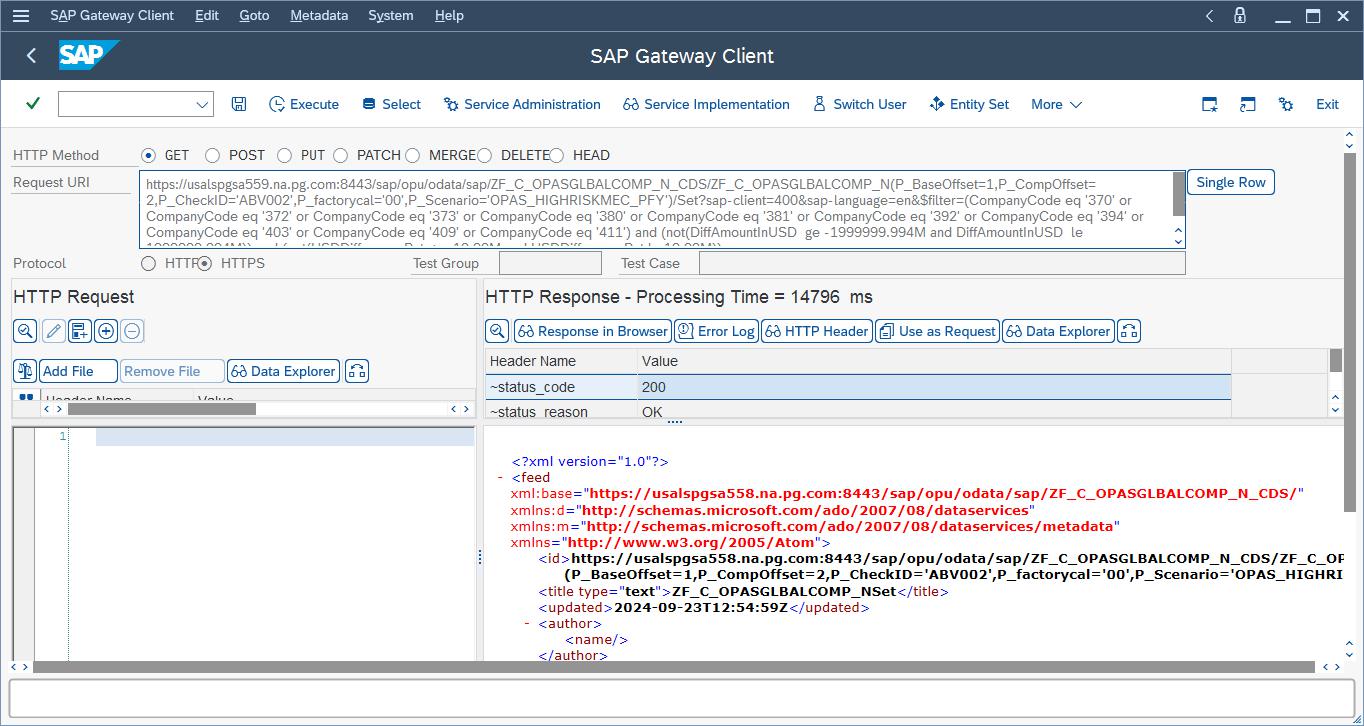 SAP Gateway Client Edit Goto Metadata System Help
SAP SAP Gateway Client
Execute Select Service Administration Service Implementation Switch User Entity Set More Exit
HTTP Method GET POST PUT PATCH MERGE DELETE HEAD
Request URI
https://usalspgsa559.na.pg.com:8443/sap/opu/odata/sap/ZF_C_OPASGLBALCOMP_N_CDS/ZF_C_OPASGLBALCOMP_N(P_BaseOffset=1,P_CompOffset=
2,P_CheckID='ABV002',P_factorycal='00',P_Scenario='OPAS_HIGHRISKMEC_PFY')/Set?sap-client=400&sap-language=en&$filter=(CompanyCode eq '370' or
CompanyCode eq '372' or CompanyCode eq '373' or CompanyCode eq '380' or CompanyCode eq '381' or CompanyCode eq '392' or CompanyCode eq '394' or
CompanyCode eq '403' or CompanyCode eq '409' or CompanyCode eq '411') and (not(DiffAmountInUSD ge -1999999.994M and DiffAmountInUSD le
Single Row
Protocol HTTP HTTPS Test Group Test Case
HTTP Request
Add File Remove File Data Explorer
Header Name Value
1
HTTP Response - Processing Time = 14796 ms
Response in Browser Error Log HTTP Header Use as Request Data Explorer
Header Name Value
~status_code 200
~status_reason OK
<?xml version="1.0"?>
- <feed
xml:base="https://usalspgsa558.na.pg.com:8443/sap/opu/odata/sap/ZF_C_OPASGLBALCOMP_N_CDS/"
xmlns:d="http://schemas.microsoft.com/ado/2007/08/dataservices"
xmlns:m="http://schemas.microsoft.com/ado/2007/08/dataservices/metadata"
xmlns="http://www.w3.org/2005/Atom">
<id>https://usalspgsa558.na.pg.com:8443/sap/opu/odata/sap/ZF_C_OPASGLBALCOMP_N_CDS/ZF_C_OP
(P_BaseOffset=1,P_CompOffset=2,P_CheckID='ABV002',P_factorycal='00',P_Scenario='OPAS_HIGHRI
<title type="text">ZF_C_OPASGLBALCOMP_NSet</title>
<updated>2024-09-23T12:54:59Z</updated>
- <author>
<name/>
</author>